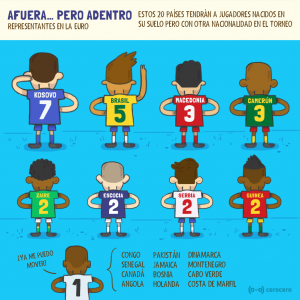 AFUERA... PERO ADENTRO
REPRESENTANTES EN LA EURO
ESTOS 20 PAÍSES TENDRÁN A JUGADORES NACIDOS EN
SU SUELO PERO CON OTRA NACIONALIDAD EN EL TORNEO
KOSOVO
7
BRASIL
5
MACEDONIA
3
CAMERÚN
3
ZAIRE
2
ESCOCIA
2
SERBIA
2
GUINEA
2
¡YA ME PUEDO
MOVER!
1
CONGO PAKISTÁN DINAMARCA
SENEGAL JAMAICA MONTENEGRO
CANADÁ BOSNIA CABO VERDE
ANGOLA HOLANDA COSTA DE MARFIL
cerocero